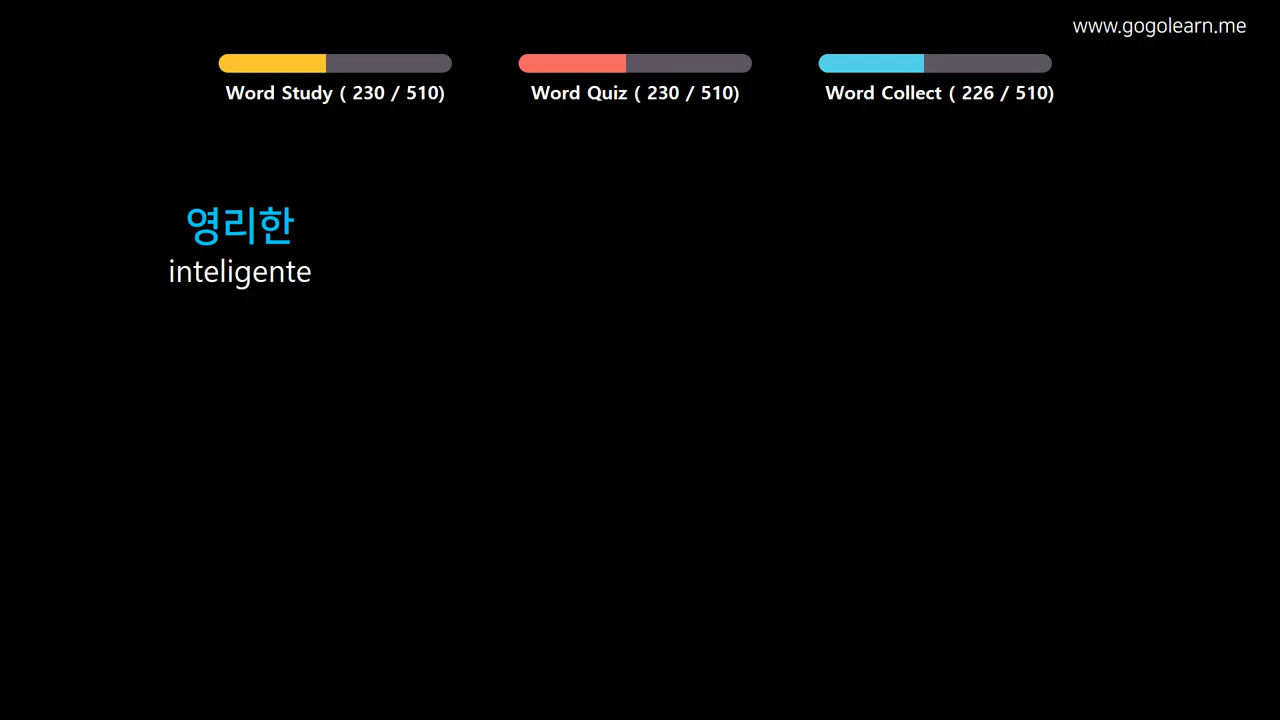 www.gogolearn.me
Word Study ( 230 / 510)
Word Quiz ( 230 / 510)
Word Collect ( 226 / 510)
영리한
inteligente